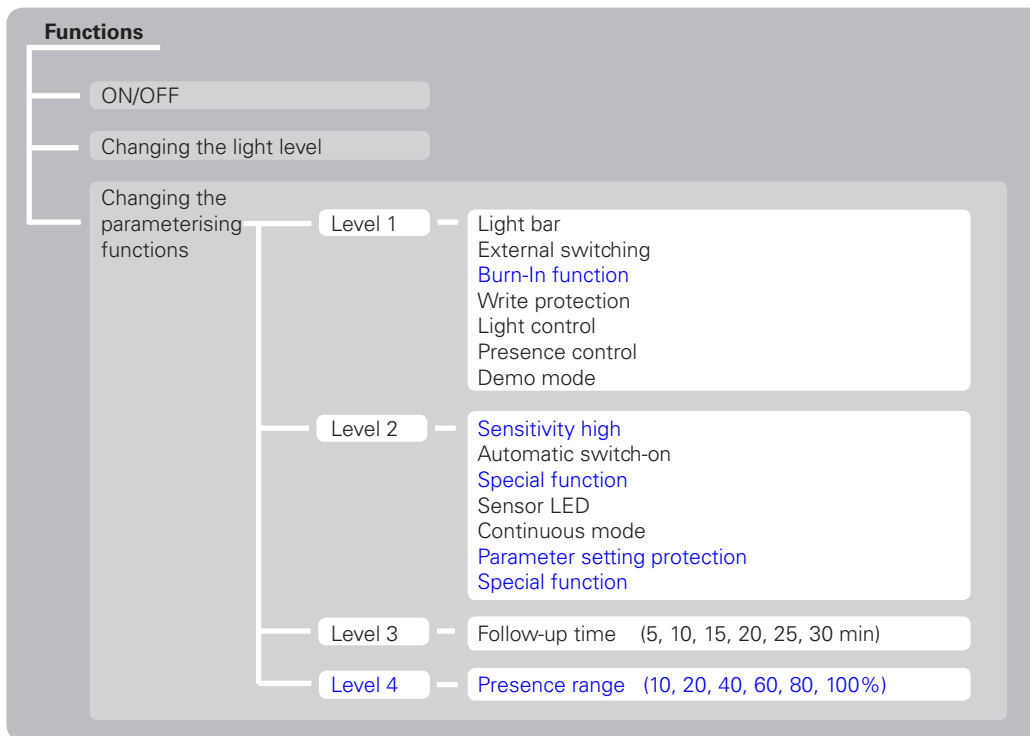 Functions
ON/OFF
Changing the light level
Changing the
parameterising
functions
Level 1
Light bar
External switching
Burn-In function
Write protection
Light control
Presence control
Demo mode
Level 2
Sensitivity high
Automatic switch-on
Special function
Sensor LED
Continuous mode
Parameter setting protection
Special function
Level 3
Follow-up time (5, 10, 15, 20, 25, 30 min)
Level 4
Presence range (10, 20, 40, 60, 80, 100%)